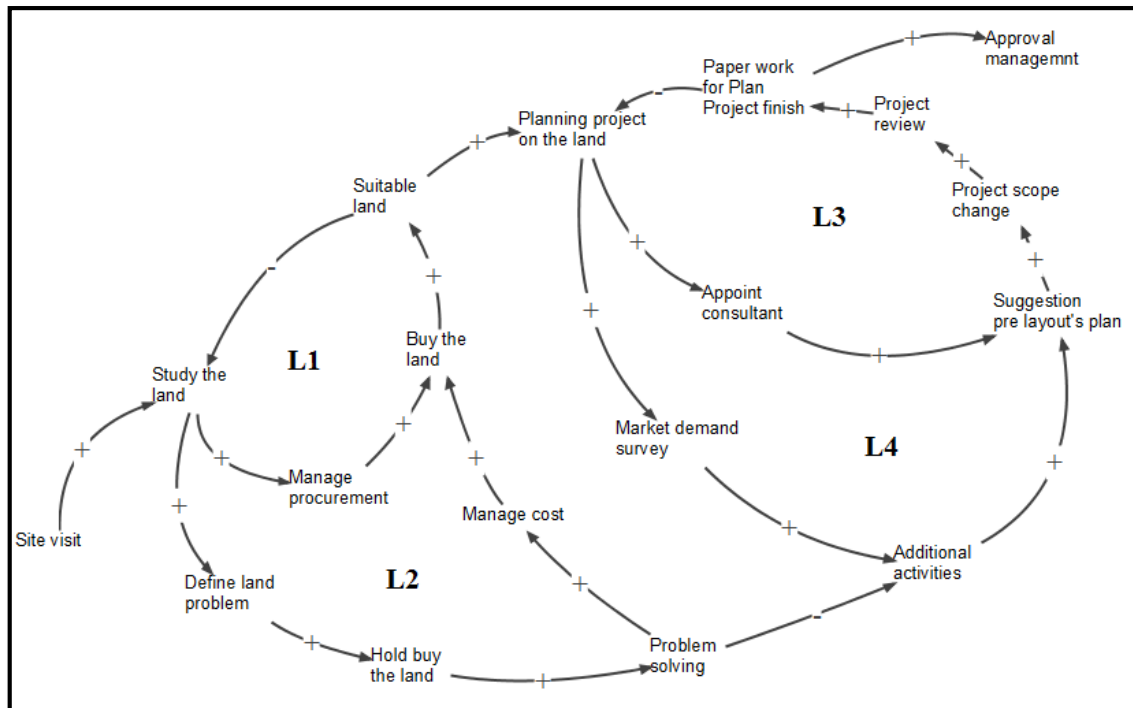 Approval
managemnt
Paper work
for Plan
Project finish
Project
review
Planning project
on the land
+
-
+
+
+
Suitable
land
Project scope
change
L3
-
+
+
+
Appoint
consultant
Suggestion
pre layout's plan
+
Buy the
land
L1
+
Study the
land
+
Market demand
survey
L4
+
+
+
+
Manage
procurement
+
Manage cost
+
Site visit
Additional
activities
Define land
problem
L2
+
-
+
Hold buy
the land
Problem
solving
+